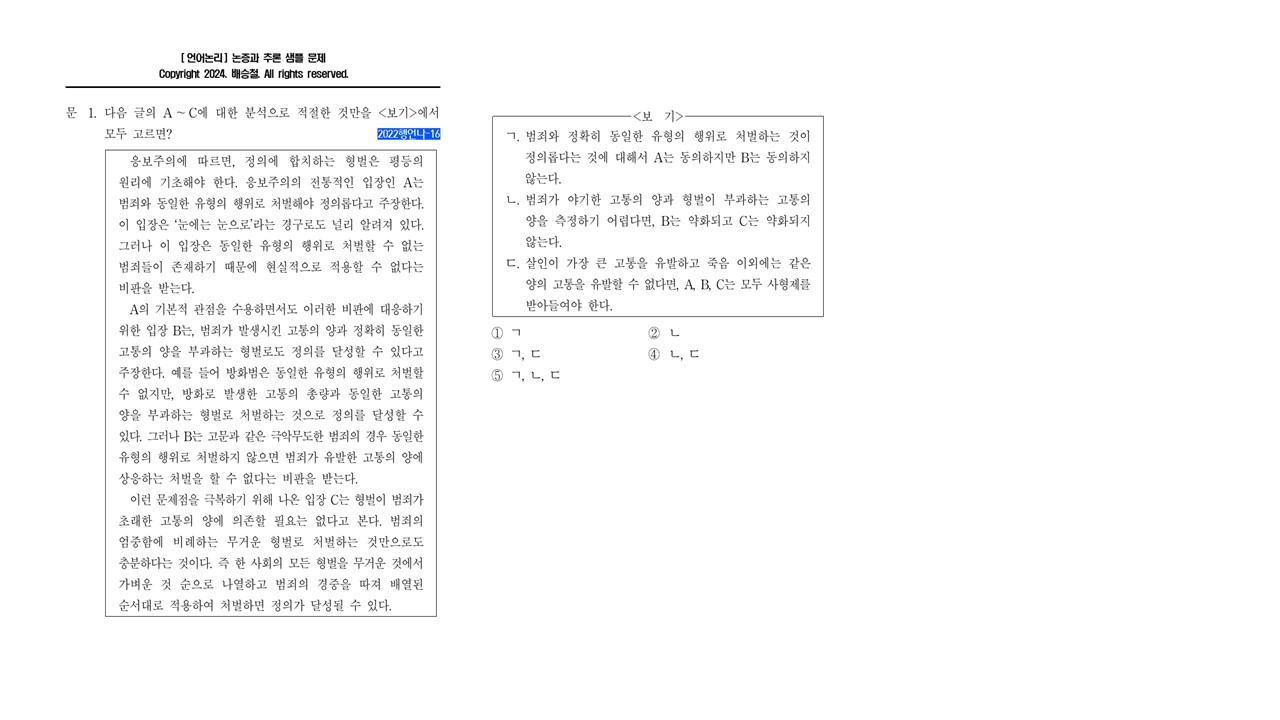 [언어논리] 논증과 추론 샘플 문제
Copyright 2024. 배승철. All rights reserved.
문 1. 다음 글의 A ~ C에 대한 분석으로 적절한 것만을 <보기>에서
모두 고르면?
2022행언나-16
응보주의에 따르면, 정의에 합치하는 형벌은 평등의
원리에 기초해야 한다. 응보주의의 전통적인 입장인 A는
범죄와 동일한 유형의 행위로 처벌해야 정의롭다고 주장한다.
이 입장은 ‘눈에는 눈으로’라는 경구로도 널리 알려져 있다.
그러나 이 입장은 동일한 유형의 행위로 처벌할 수 없는
범죄들이 존재하기 때문에 현실적으로 적용할 수 없다는
비판을 받는다.
A의 기본적 관점을 수용하면서도 이러한 비판에 대응하기
위한 입장 B는, 범죄가 발생시킨 고통의 양과 정확히 동일한
고통의 양을 부과하는 형벌로도 정의를 달성할 수 있다고
주장한다. 예를 들어 방화범은 동일한 유형의 행위로 처벌할
수 없지만, 방화로 발생한 고통의 총량과 동일한 고통의
양을 부과하는 형벌로 처벌하는 것으로 정의를 달성할 수
있다. 그러나 B는 고문과 같은 극악무도한 범죄의 경우 동일한
유형의 행위로 처벌하지 않으면 범죄가 유발한 고통의 양에
상응하는 처벌을 할 수 없다는 비판을 받는다.
이런 문제점을 극복하기 위해 나온 입장 C는 형벌이 범죄가
초래한 고통의 양에 의존할 필요는 없다고 본다. 범죄의
엄중함에 비례하는 무거운 형벌로 처벌하는 것만으로도
충분하다는 것이다. 즉 한 사회의 모든 형벌을 무거운 것에서
가벼운 것 순으로 나열하고 범죄의 경중을 따져 배열된
순서대로 적용하여 처벌하면 정의가 달성될 수 있다.
<보 기>
ㄱ. 범죄와 정확히 동일한 유형의 행위로 처벌하는 것이
정의롭다는 것에 대해서 A는 동의하지만 B는 동의하지
않는다.
ㄴ. 범죄가 야기한 고통의 양과 형벌이 부과하는 고통의
양을 측정하기 어렵다면, B는 약화되고 C는 약화되지
않는다.
ㄷ. 살인이 가장 큰 고통을 유발하고 죽음 이외에는 같은
양의 고통을 유발할 수 없다면, A, B, C는 모두 사형제를
받아들여야 한다.
① ㄱ ② ㄴ
③ ㄱ, ㄷ ④ ㄴ, ㄷ
⑤ ㄱ, ㄴ, ㄷ